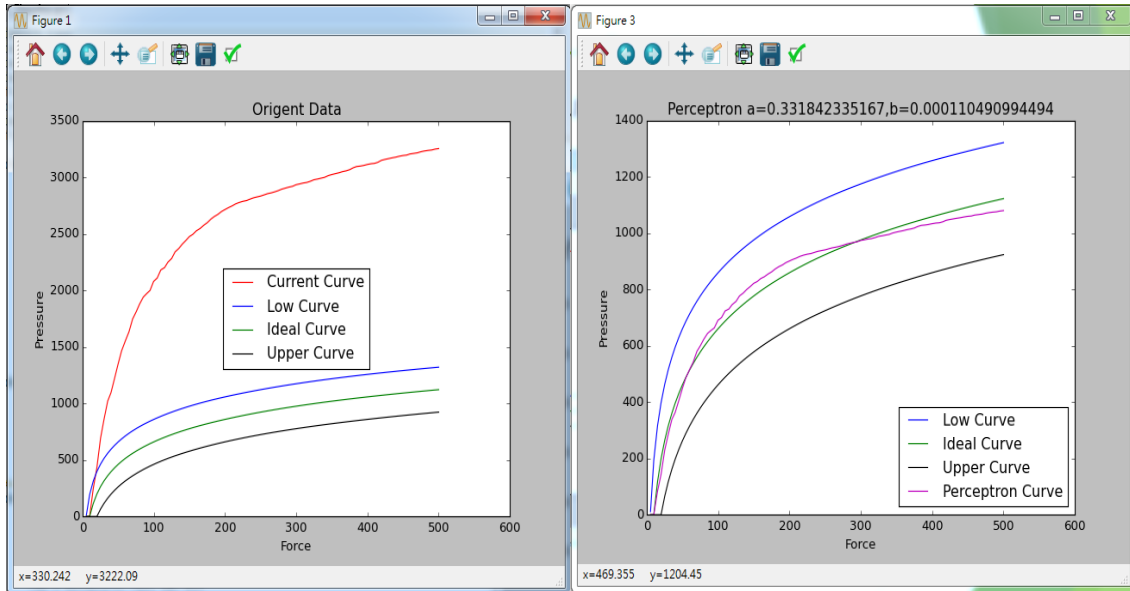 Figure 1
Origent Data
3500
3000
2500
2000
1500
1000
500
0
Pressure
Current Curve
Low Curve
Ideal Curve
Upper Curve
0 100 200 300 400 500 600
Force
x=330.242 y=3222.09
Figure 3
Perceptron a=0.331842335167,b=0.000110490994494
1400
1200
1000
800
600
400
200
0
Pressure
Low Curve
Ideal Curve
Upper Curve
Perceptron Curve
0 100 200 300 400 500 600
Force
x=469.355 y=1204.45